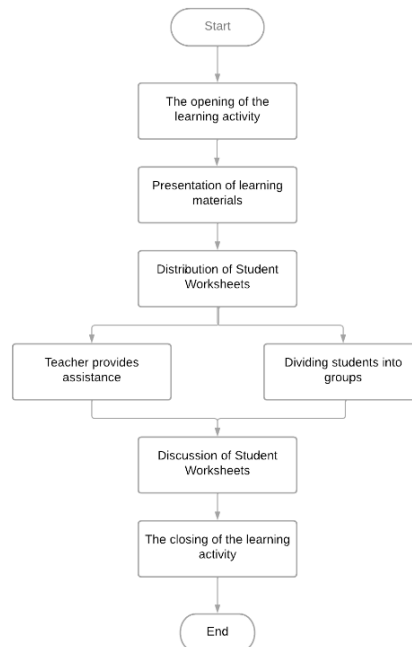 Start
The opening of the
learning activity
Presentation of learning
materials
Distribution of Student
Worksheets
Teacher provides
assistance
Dividing students into
groups
Discussion of Student
Worksheets
The closing of the learning
activity
End